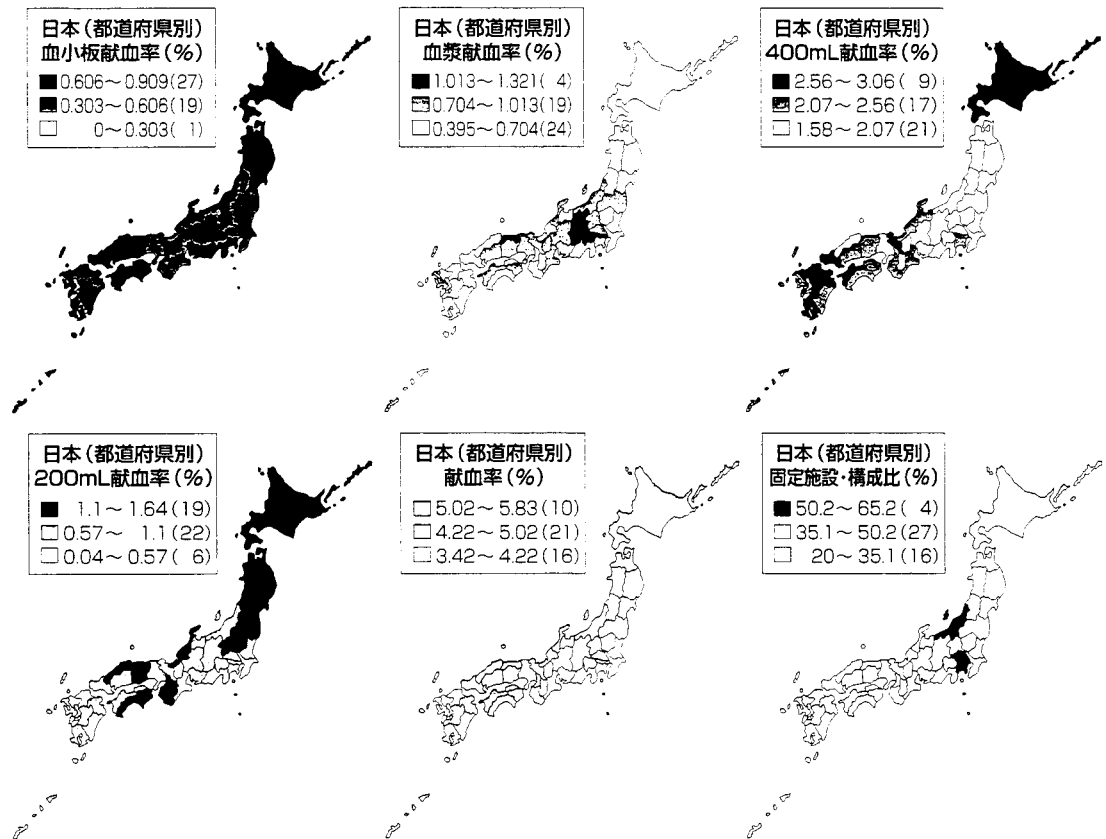 日本(都道府県別)
血小板献血率(%)
0.606～0.909(27)
0.303～0.606(19)
0～0.303( 1)
日本(都道府県別)
血漿献血率(%)
1.013～1.321( 4)
0.704～1.013(19)
0.395～0.704(24)
日本(都道府県別)
400mL献血率(%)
2.56～3.06( 9)
2.07～2.56(17)
1.58～2.07(21)
日本(都道府県別)
200mL献血率(%)
1.1～1.64(19)
0.57～ 1.1(22)
0.04～0.57( 6)
日本(都道府県別)
献血率(%)
5.02～5.83(10)
4.22～5.02(21)
3.42～4.22(16)
日本(都道府県別)
固定施設・構成比(%)
50.2～65.2( 4)
35.1～50.2(27)
20～35.1(16)